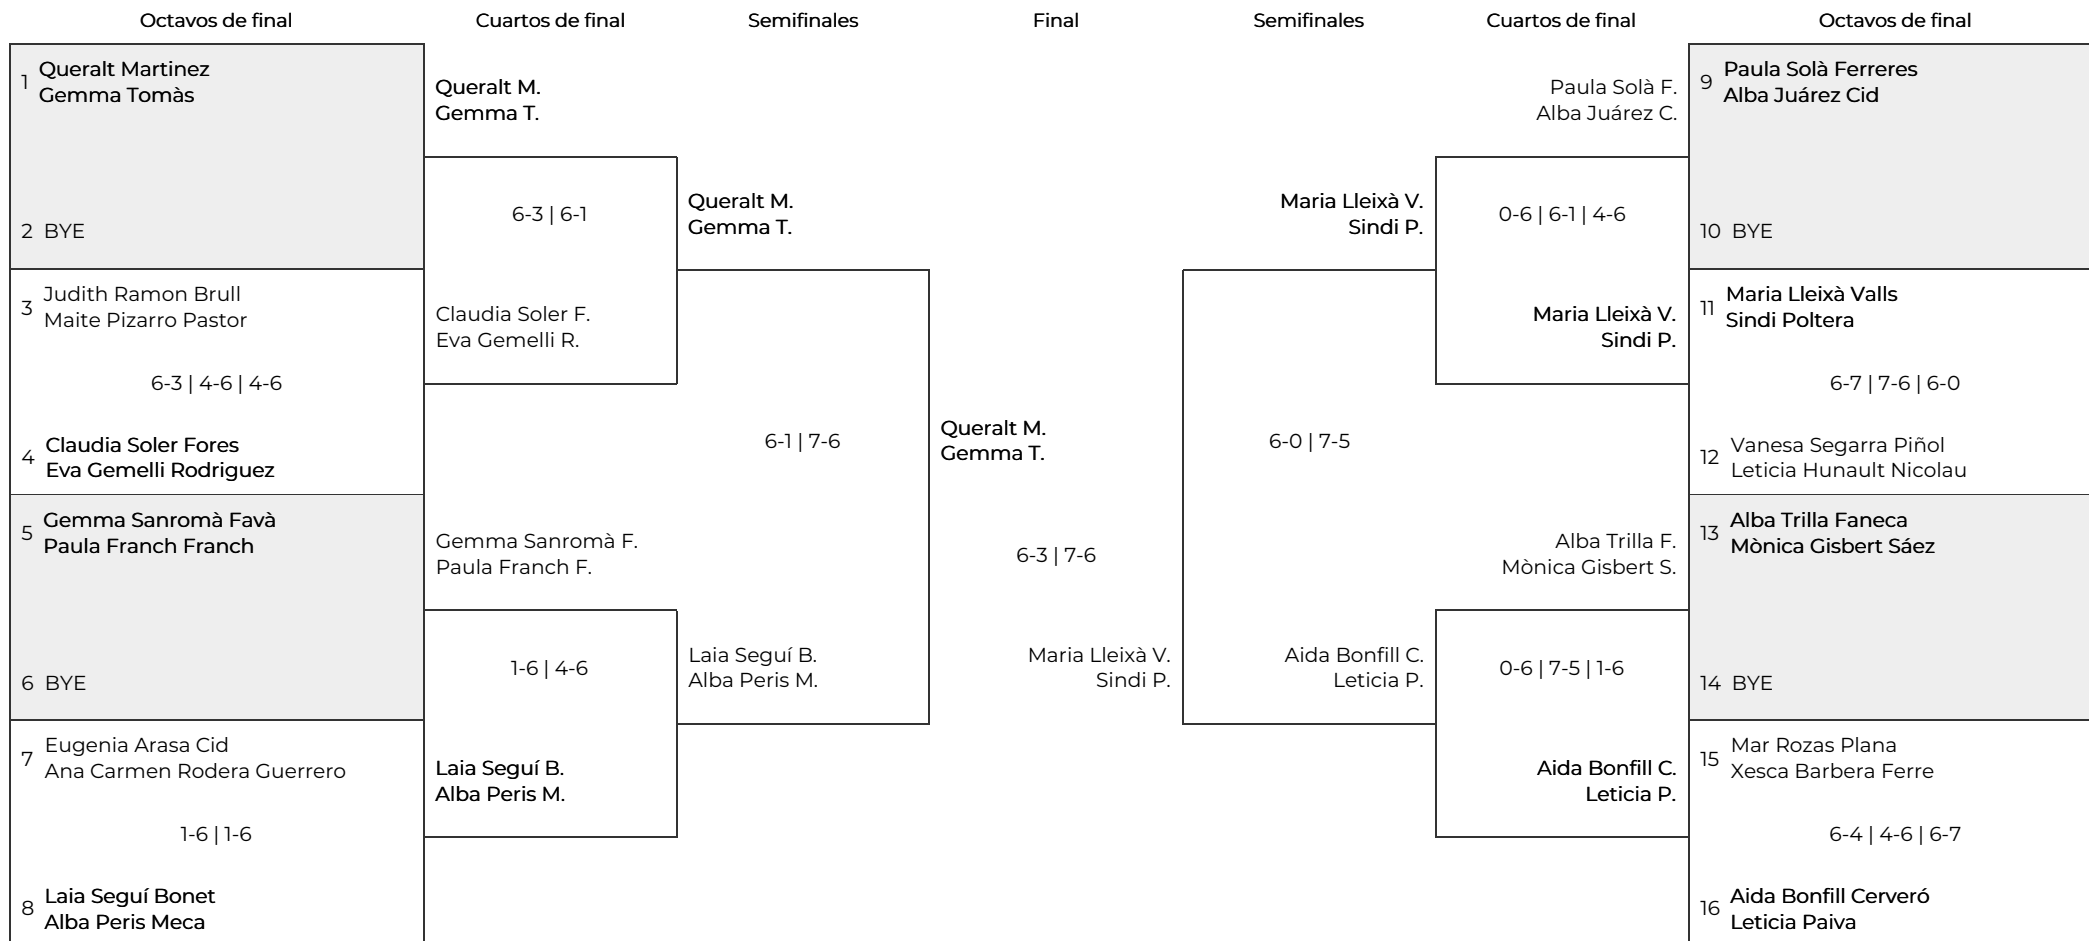 Octavos de final
Cuartos de final
Semifinales
Final
Semifinales
Cuartos de final
Octavos de final
1 Queralt Martinez
Gemma Tomàs
2 BYE
3 Judith Ramon Brull
Maite Pizarro Pastor
6-3 | 4-6 | 4-6
4 Claudia Soler Fores
Eva Gemelli Rodriguez
5 Gemma Sanromà Favà
Paula Franch Franch
6 BYE
7 Eugenia Arasa Cid
Ana Carmen Rodera Guerrero
1-6 | 1-6
8 Laia Seguí Bonet
Alba Peris Meca
Queralt M.
Gemma T.
6-3 | 6-1
Claudia Soler F.
Eva Gemelli R.
Gemma Sanromà F.
Paula Franch F.
1-6 | 4-6
Laia Seguí B.
Alba Peris M.
Queralt M.
Gemma T.
6-1 | 7-6
Laia Seguí B.
Alba Peris M.
Queralt M.
Gemma T.
6-3 | 7-6
Maria Lleixà V.
Sindi P.
Maria Lleixà V.
Sindi P.
6-0 | 7-5
Aida Bonfill C.
Leticia P.
Paula Solà F.
Alba Juárez C.
0-6 | 6-1 | 4-6
Maria Lleixà V.
Sindi P.
Alba Trilla F.
Mònica Gisbert S.
0-6 | 7-5 | 1-6
Aida Bonfill C.
Leticia P.
9 Paula Solà Ferreres
Alba Juárez Cid
10 BYE
11 Maria Lleixà Valls
Sindi Poltera
6-7 | 7-6 | 6-0
12 Vanesa Segarra Piñol
Leticia Hunault Nicolau
13 Alba Trilla Faneca
Mònica Gisbert Sáez
14 BYE
15 Mar Rozas Plana
Xesca Barbera Ferre
6-4 | 4-6 | 6-7
16 Aida Bonfill Cerveró
Leticia Paiva